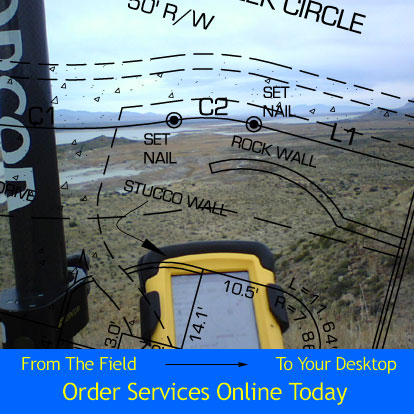 50' R/W
CIRCLE
C1
C2
SET
NAIL
L1
SET
NAIL
ROCK WALL
DRIVE
STUCCO WALL
10.5'
14.1'
From The Field
To Your Desktop
Order Services Online Today